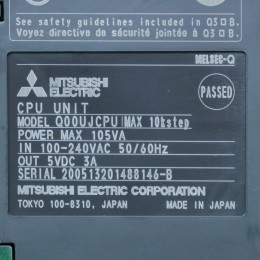 See safety guidelines included in Q3□B.
Voyez directive de sécurité jointée à Q3□B.
MELSEC-Q
MITSUBISHI
ELECTRIC
PASSED
CPU UNIT
MODEL Q00UJCPU MAX 10kstep
POWER MAX 105VA
IN 100-240VAC 50/60Hz
OUT 5VDC 3A
SERIAL 200513201488146-B
MITSUBISHI ELECTRIC CORPORATION
TOKYO 100-8310, JAPAN MADE IN JAPAN